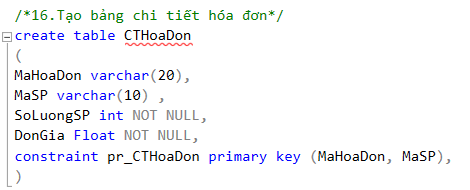 /*16.Tạo bảng chi tiết hóa đơn*/
create table CTHoaDon
(
MaHoaDon varchar(20),
MaSP varchar(10) ,
SoLuongSP int NOT NULL,
DonGia Float NOT NULL,
constraint pr_CTHoaDon primary key (MaHoaDon, MaSP),
)